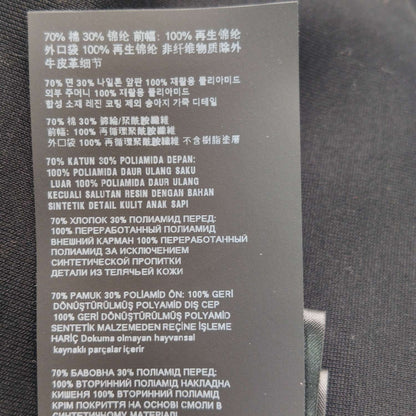 70% 棉 30% 锦纶 前幅: 100% 再生锦纶
外口袋 100% 再生锦纶 非纤维物质除外
牛皮革细节
70% 면 30% 나일론 앞판 100% 재활용 폴리아미드
외부 주머니 100% 재활용 폴리아미드
합성 소재 레진 코팅 제외 송아지 가죽 디테일
70% 棉 30% 錦綸/聚酰胺纖維
前幅: 100% 再循環聚酰胺纖維
外口袋 100% 再循環聚酰胺纖維 不含樹脂塗層
70% KATUN 30% POLIAMIDA DEPAN:
100% POLIAMIDA DAUR ULANG SAKU
LUAR 100% POLIAMIDA DAUR ULANG
KECUALI SALUTAN RESIN DENGAN BAHAN
SINTETIK DETAIL KULIT ANAK SAPI
70% ХЛОПОК 30% ПОЛИАМИД ПЕРЕД:
100% ПЕРЕРАБОТАННЫЙ ПОЛИАМИД
ВНЕШНИЙ КАРМАН 100% ПЕРЕРАБОТАННЫЙ
ПОЛИАМИД ЗА ИСКЛЮЧЕНИЕМ
СИНТЕТИЧЕСКОЙ ПРОПИТКИ
ДЕТАЛИ ИЗ ТЕЛЯЧЬЕЙ КОЖИ
70% PAMUK 30% POLİAMİD ÖN: 100% GERİ
DÖNÜŞTÜRÜLMÜŞ POLYAMID DIŞ CEP
100% GERİ DÖNÜŞTÜRÜLMÜŞ POLYAMID
SENTETİK MALZEMEDEN REÇİNE İŞLEME
HARİÇ Dokuma olmayan hayvansal
kaynaklı parçalar içerir
70% БАВОВНА 30% ПОЛІАМІД ПЕРЕД:
100% ВТОРИННИЙ ПОЛІАМІД НАКЛАДНА
КИШЕНЯ 100% ВТОРИННИЙ ПОЛІАМІД
КРІМ ПОКРИТТЯ НА ОСНОВІ СМОЛИ З
СИНТЕТИЧНОГО МАТЕРІАЛУ